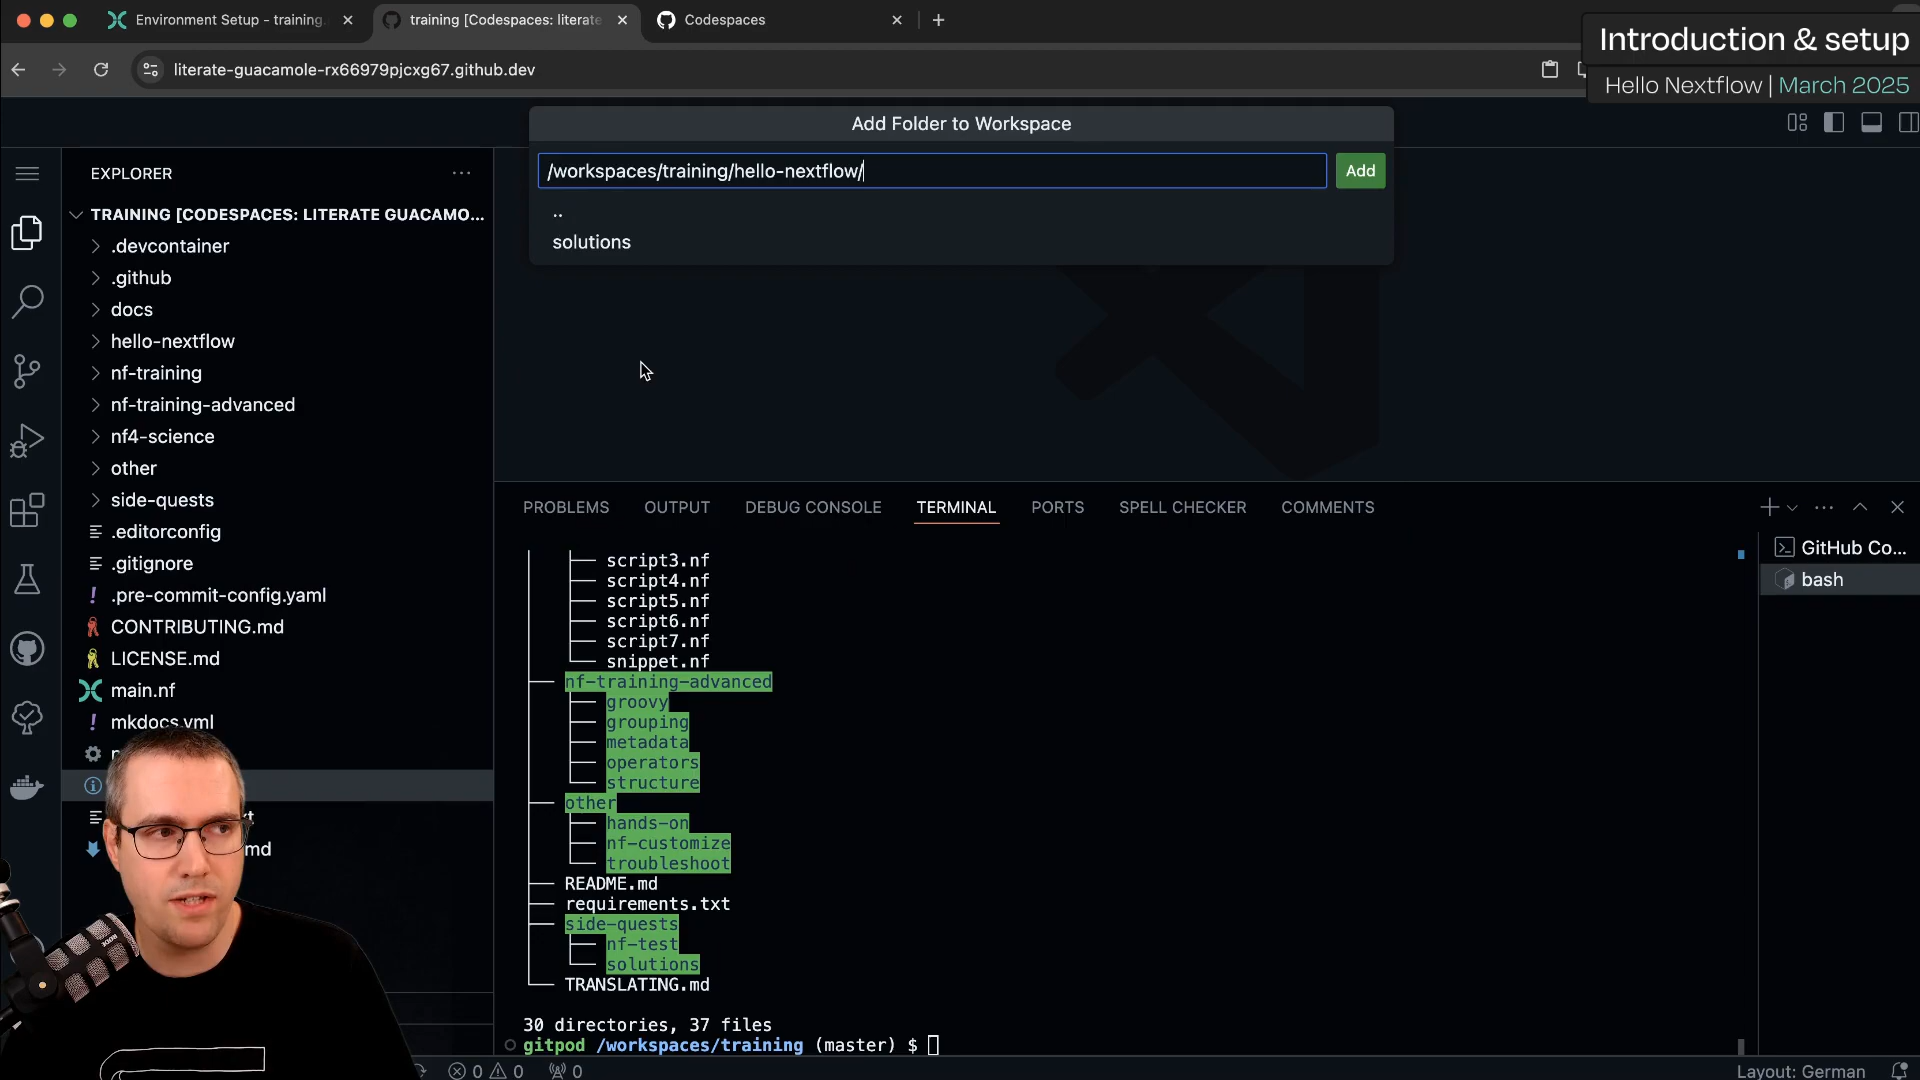 Environment Setup - training.
training [Codespaces: literate
Codespaces
Introduction & setup
literate-guacamole-rx66979pjcxg67.github.dev
Hello Nextflow | March 2025
Add Folder to Workspace
/workspaces/training/hello-nextflow/
Add
..
solutions
EXPLORER
TRAINING [CODESPACES: LITERATE GUACAMO...
.devcontainer
.github
docs
hello-nextflow
nf-training
nf-training-advanced
nf4-science
other
side-quests
.editorconfig
.gitignore
.pre-commit-config.yaml
CONTRIBUTING.md
LICENSE.md
main.nf
mkdocs.yml
md
PROBLEMS OUTPUT DEBUG CONSOLE TERMINAL PORTS SPELL CHECKER COMMENTS
GitHub Co...
bash
script3.nf
script4.nf
script5.nf
script6.nf
script7.nf
snippet.nf
nf-training-advanced
groovy
grouping
metadata
operators
structure
other
hands-on
nf-customize
troubleshoot
README.md
requirements.txt
side-quests
nf-test
solutions
TRANSLATING.md
30 directories, 37 files
gitpod /workspaces/training (master) $
0 0 0
Layout: German